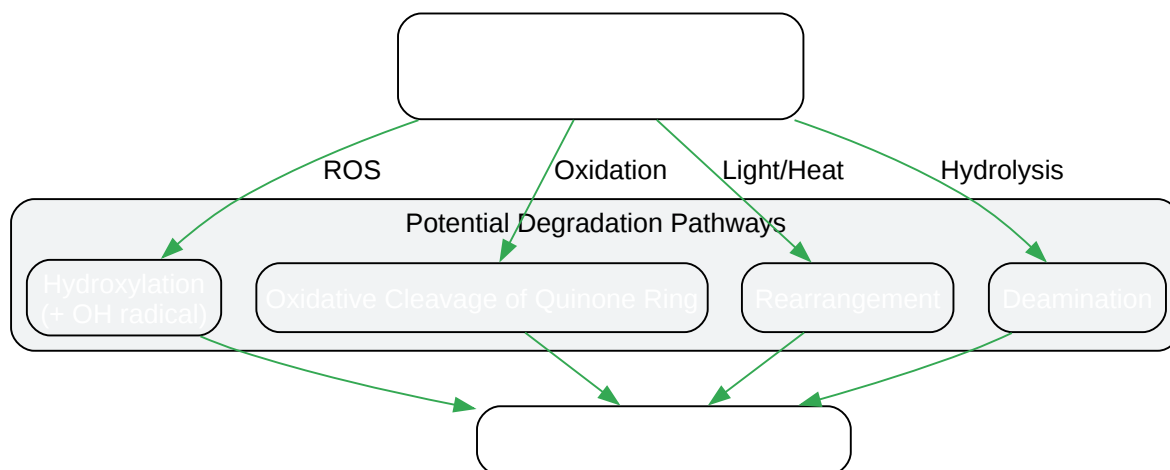 ROS
Oxidation
Light/Heat
Hydrolysis
Potential Degradation Pathways
Hydroxylation
(+ OH radical)
Oxidative Cleavage of Quinone Ring
Rearrangement
Deamination